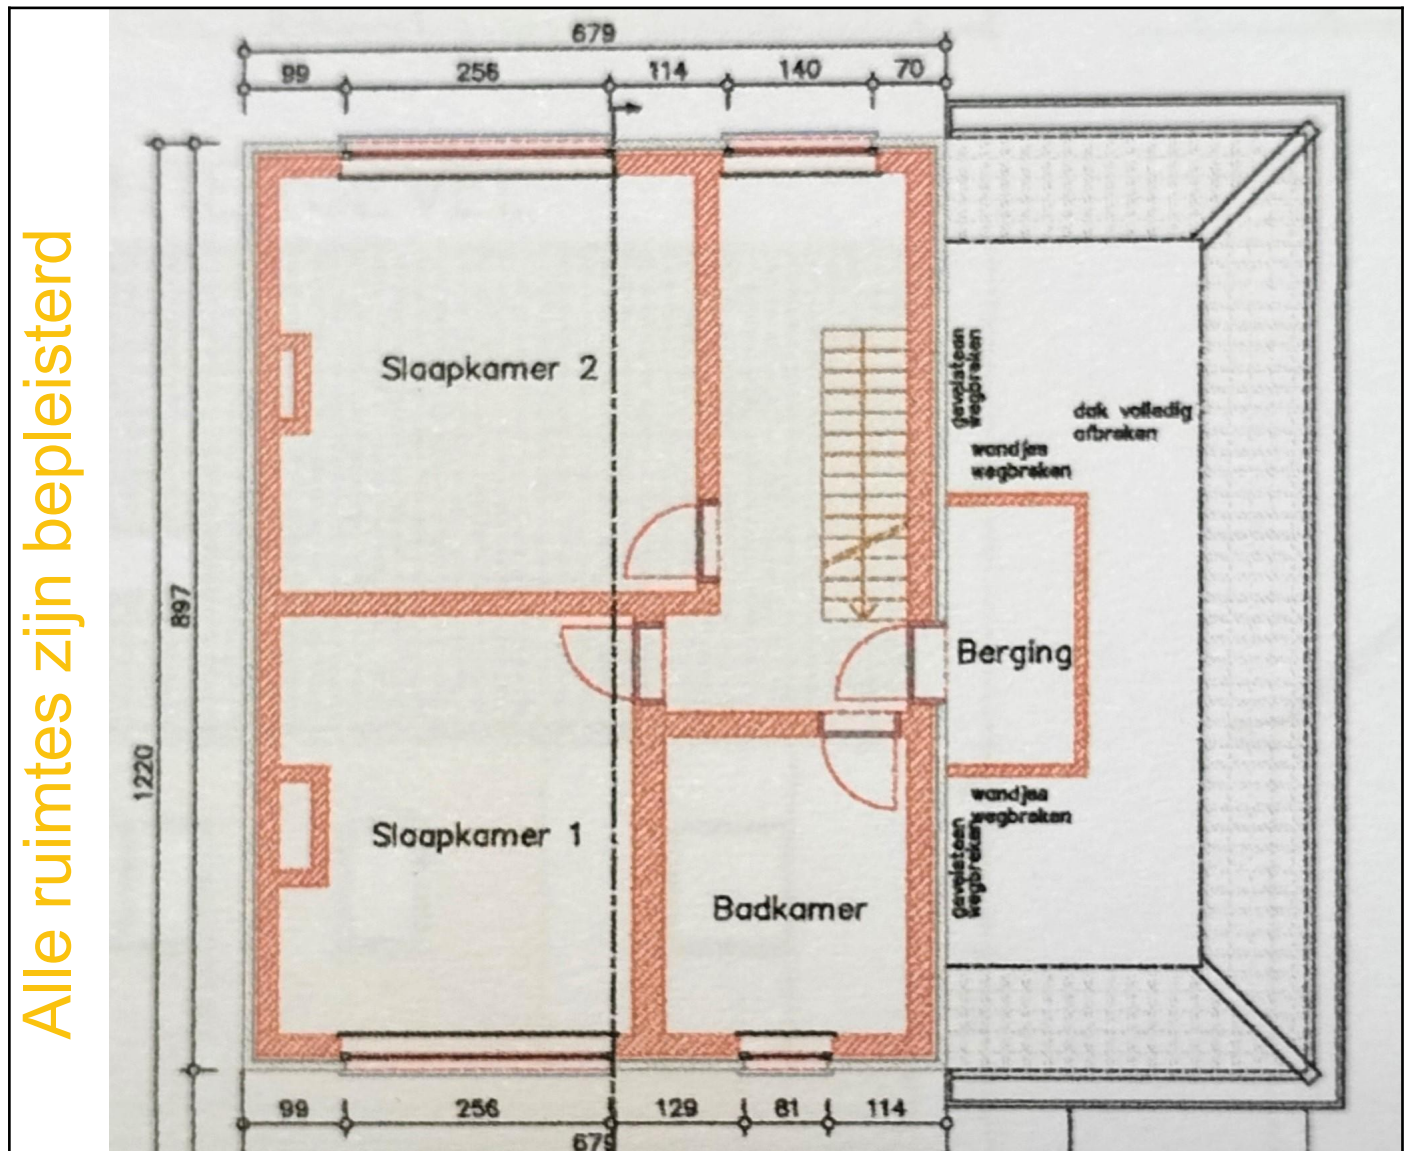 Alle ruimtes zijn bepleisterd
679
99 256 114 140 70
Slaapkamer 2
gevelsteen
wegbreken
dak volledig
afbreken
wandjes
wegbreken
897
Berging
1220
wandjes
wegbreken
Slaapkamer 1
gevelsteen
wegbreken
Badkamer
99 256 129 81 114
679